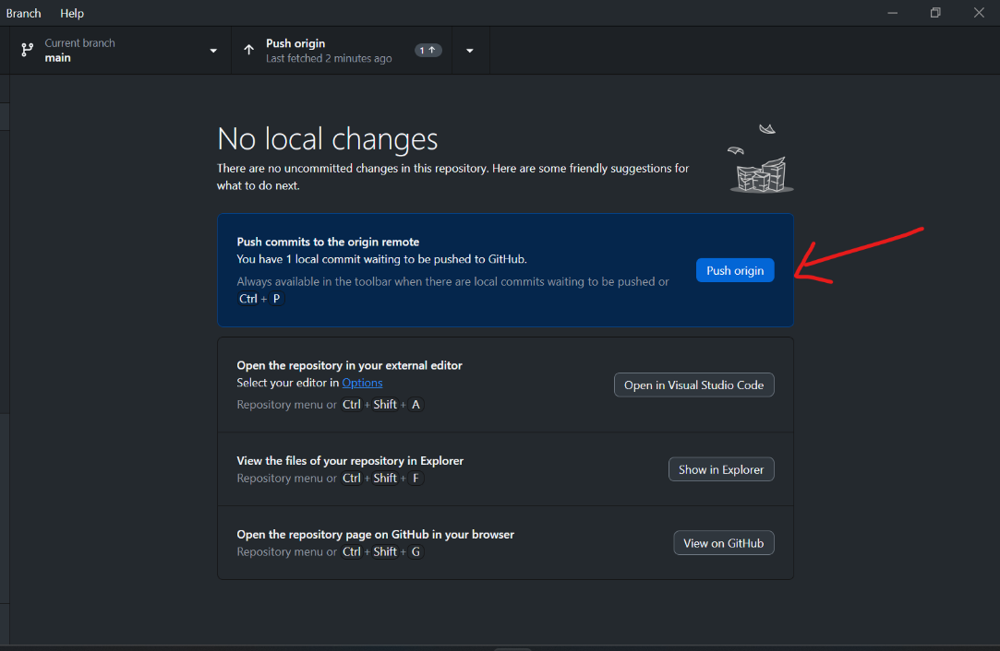 Branch Help
Current branch
main
Push origin
Last fetched 2 minutes ago
1
No local changes
There are no uncommitted changes in this repository. Here are some friendly suggestions for
what to do next.
Push commits to the origin remote
You have 1 local commit waiting to be pushed to GitHub.
Always available in the toolbar when there are local commits waiting to be pushed or
Ctrl + P
Push origin
Open the repository in your external editor
Select your editor in Options
Repository menu or Ctrl + Shift + A
Open in Visual Studio Code
View the files of your repository in Explorer
Repository menu or Ctrl + Shift + F
Show in Explorer
Open the repository page on GitHub in your browser
Repository menu or Ctrl + Shift + G
View on GitHub